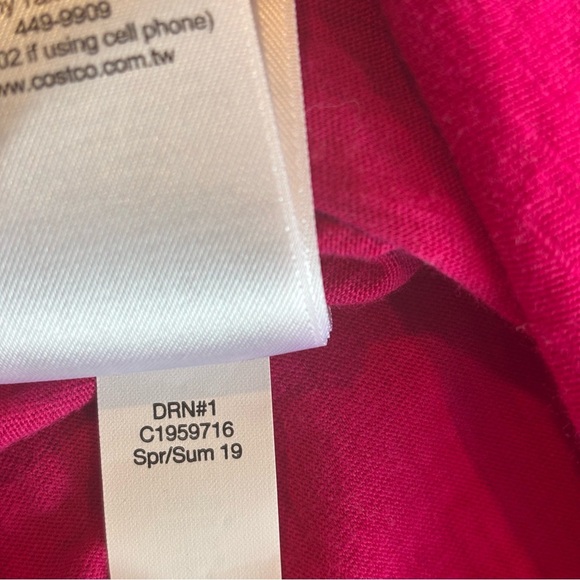 449-9909
02 if using cell phone)
www.costco.com.tw
DRN#1
C1959716
Spr/Sum 19